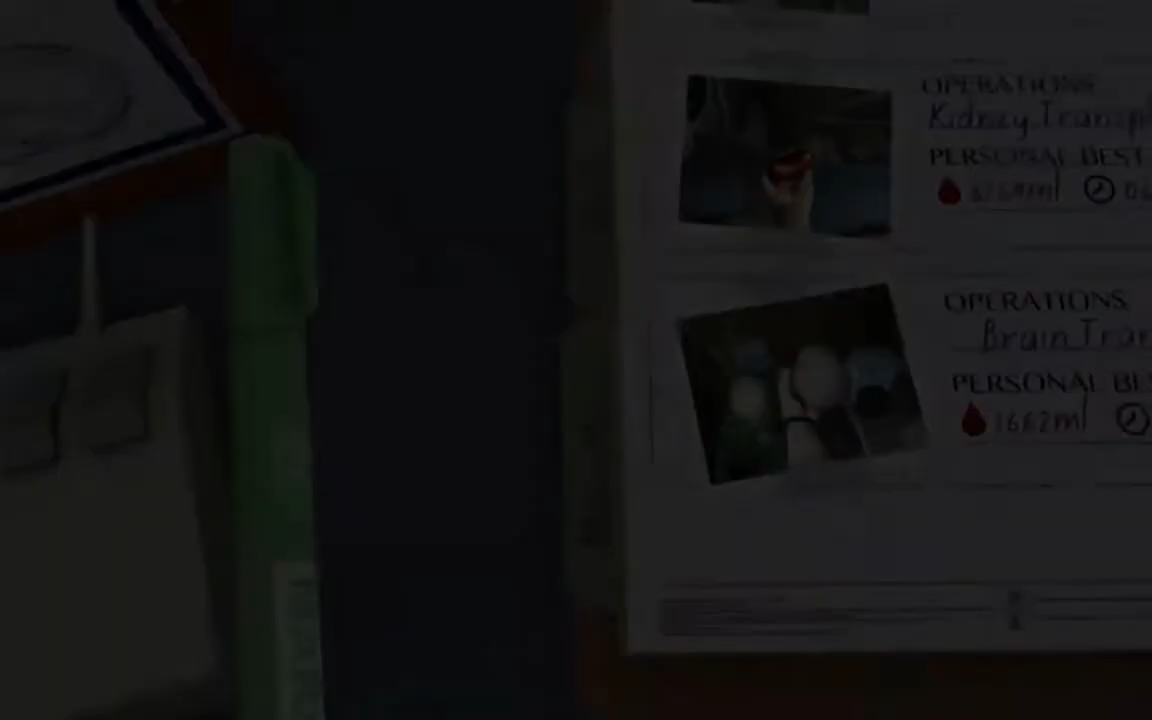 OPERATIONS
Kidney Transp
PERSONAL BEST
OPERATIONS
Brain Tran
PERSONAL BES
1662ml